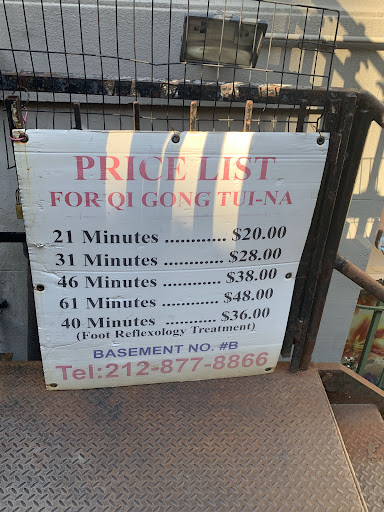 PRICE LIST
FOR QI GONG TUI-NA
21 Minutes ............ $20.00
31 Minutes ............... $28.00
46 Minutes ............... $38.00
61 Minutes ............... $48.00
40 Minutes .......... $36.00
(Foot Reflexology Treatment)
BASEMENT NO. #B
Tel:212-877-8866